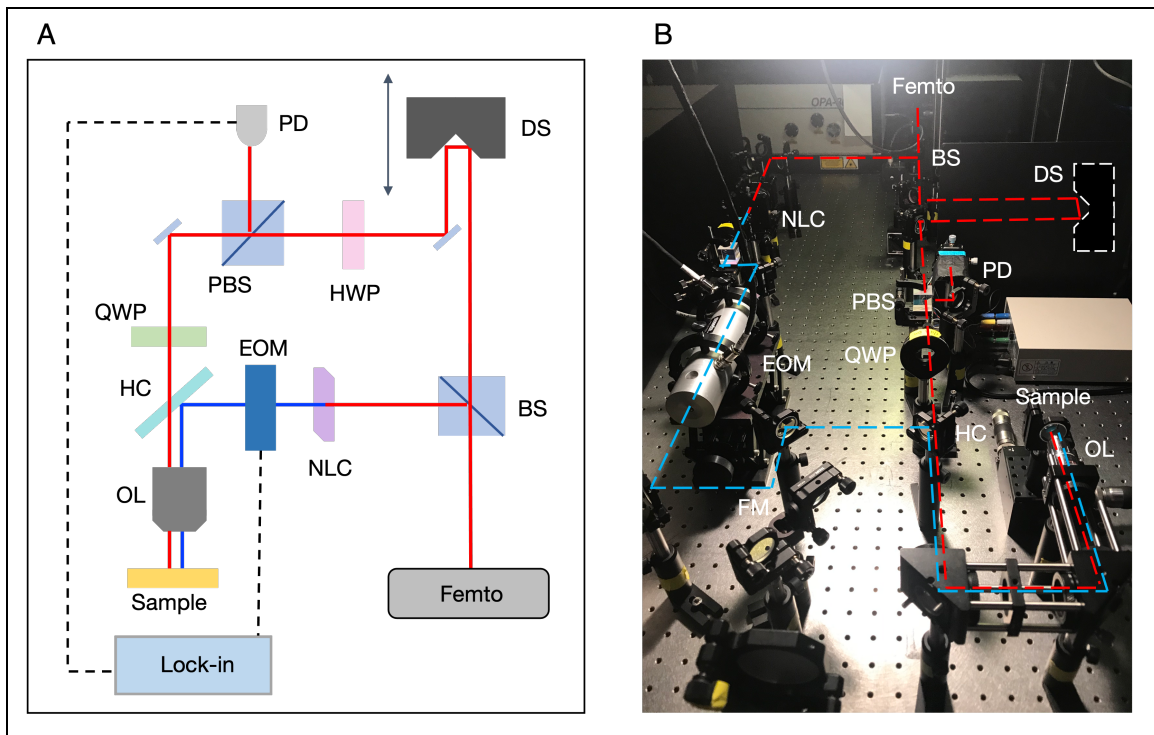 A
B
PD
DS
PBS
HWP
QWP
EOM
HC
BS
NLC
OL
Sample
Femto
Lock-in
Femto
BS
DS
NLC
PD
PBS
QWP
EOM
Sample
HC
OL
FM